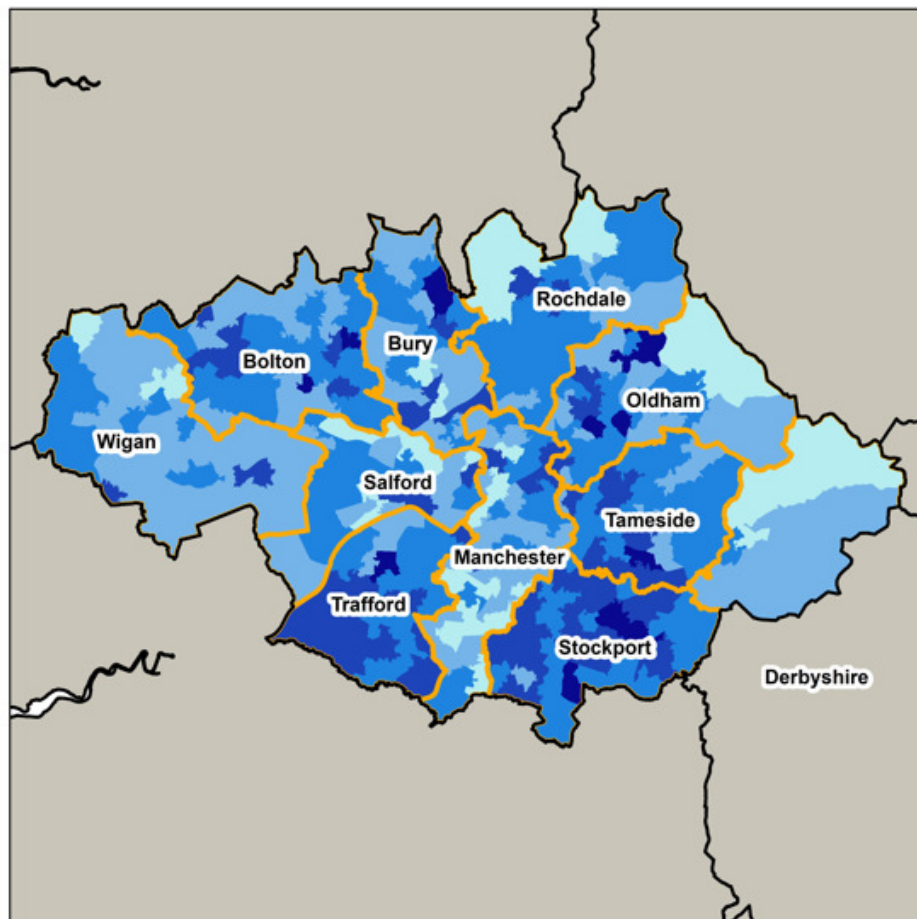 Rochdale
Bury
Bolton
Oldham
Wigan
Salford
Tameside
Manchester
Trafford
Stockport
Derbyshire